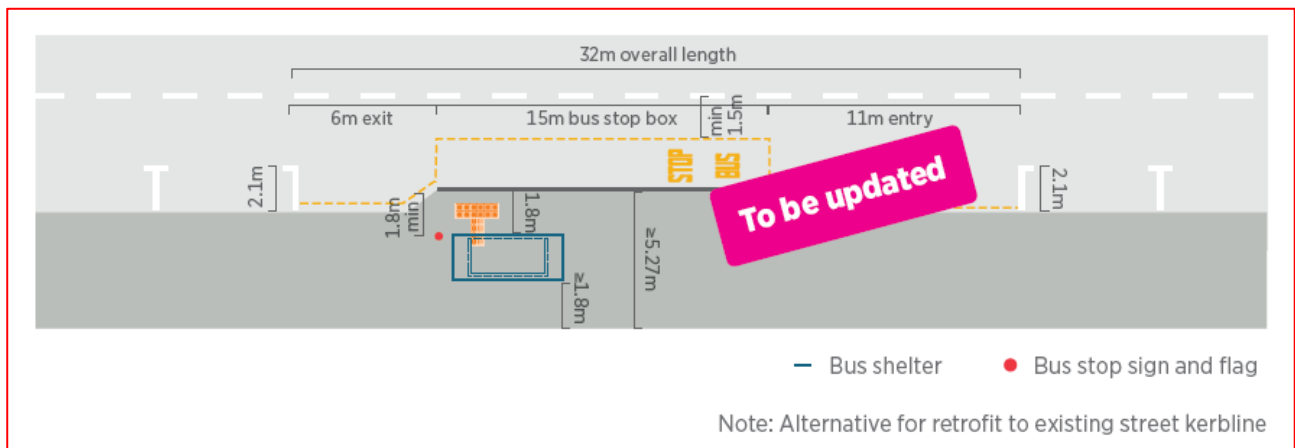 32m overall length
6m exit
15m bus stop box
min
1.5m
11m entry
STOP
BUS
2.1m
1.8m
min
1.8m
≥5.27m
≥1.8m
To be updated
2.1m
Bus shelter
Bus stop sign and flag
Note: Alternative for retrofit to existing street kerbline